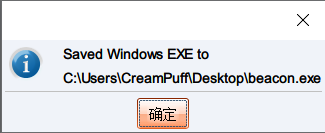 Saved Windows EXE to
C:\Users\CreamPuff\Desktop\beacon.exe
确定